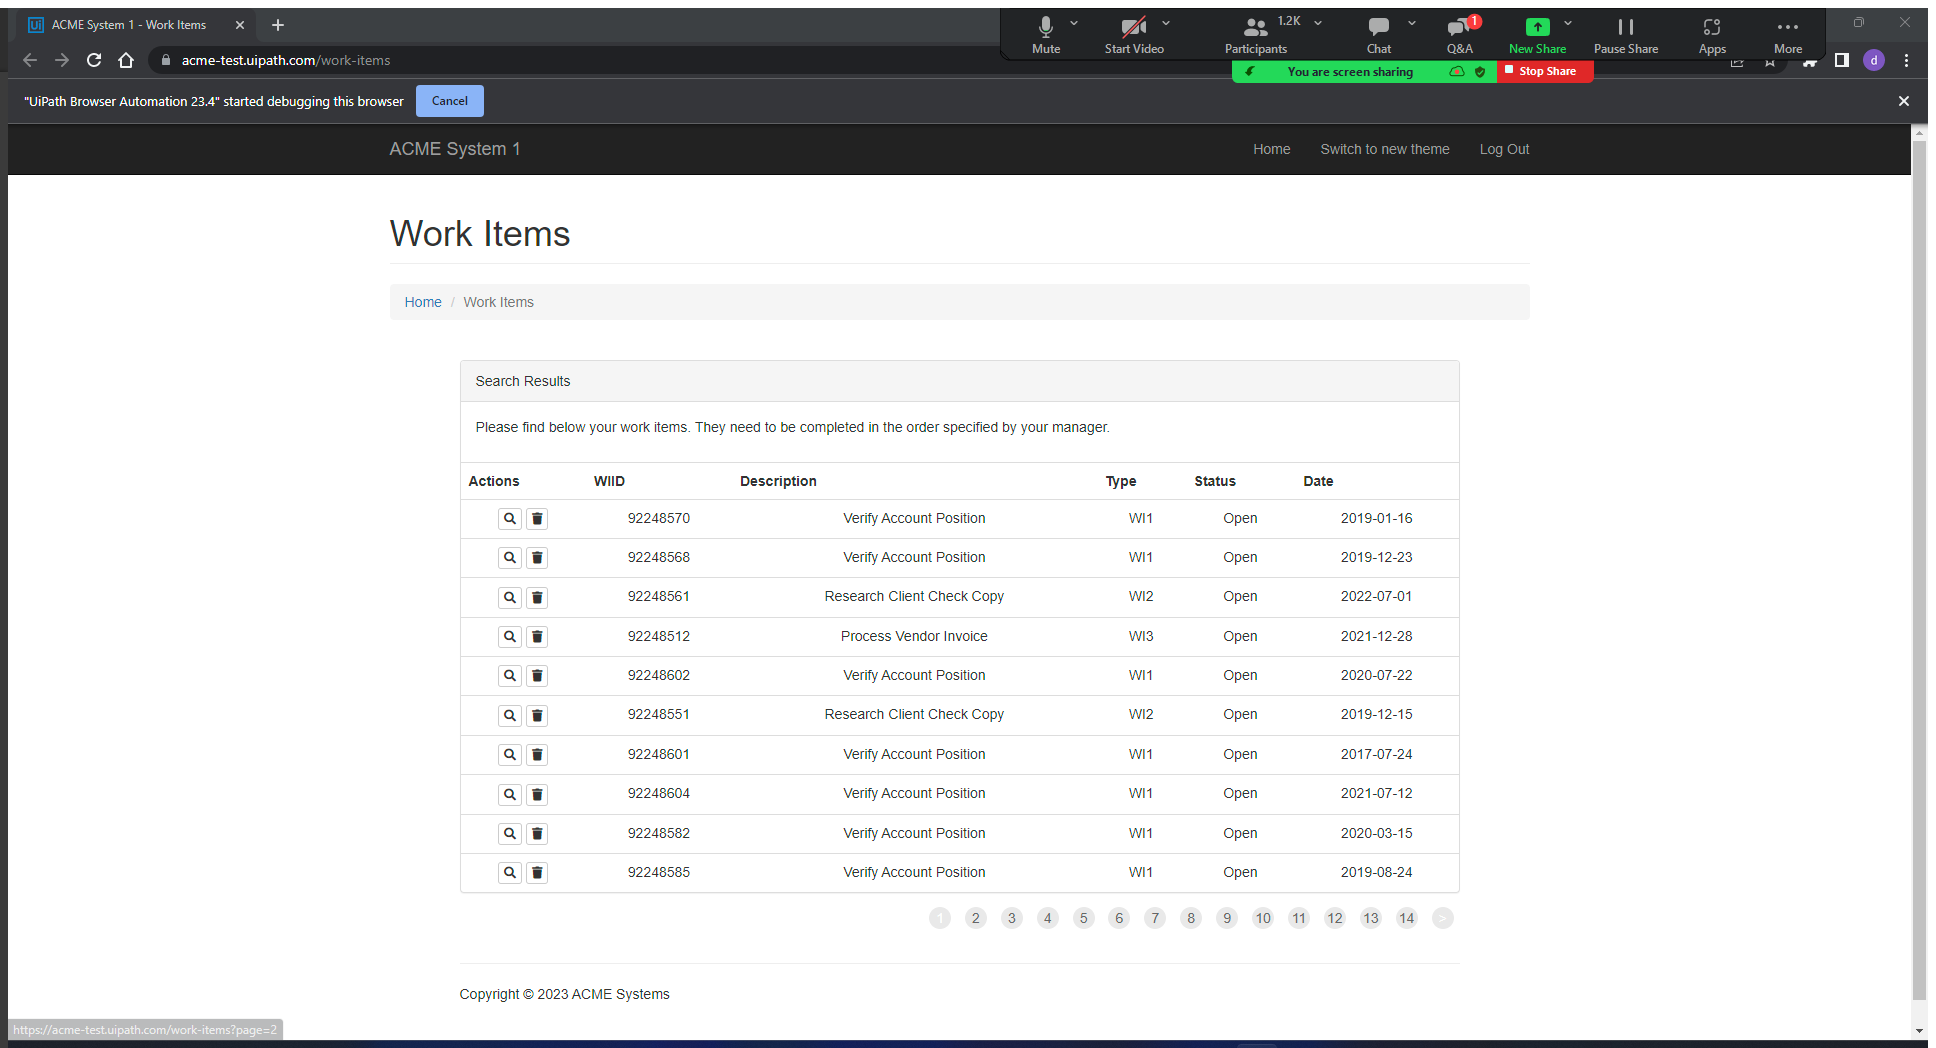 ACME System 1 - Work Items
1.2K
1
Mute
Start Video
Participants
Chat
Q&A
New Share
Pause Share
Apps
More
acme-test.uipath.com/work-items
d
You are screen sharing
Stop Share
"UiPath Browser Automation 23.4" started debugging this browser
Cancel
ACME System 1
Home
Switch to new theme
Log Out
Work Items
Home / Work Items
Search Results
Please find below your work items. They need to be completed in the order specified by your manager.
Actions WIID Description Type Status Date
92248570 Verify Account Position WI1 Open 2019-01-16
92248568 Verify Account Position WI1 Open 2019-12-23
92248561 Research Client Check Copy WI2 Open 2022-07-01
92248512 Process Vendor Invoice WI3 Open 2021-12-28
92248602 Verify Account Position WI1 Open 2020-07-22
92248551 Research Client Check Copy WI2 Open 2019-12-15
92248601 Verify Account Position WI1 Open 2017-07-24
92248604 Verify Account Position WI1 Open 2021-07-12
92248582 Verify Account Position WI1 Open 2020-03-15
92248585 Verify Account Position WI1 Open 2019-08-24
1 2 3 4 5 6 7 8 9 10 11 12 13 14 >
Copyright © 2023 ACME Systems
https://acme-test.uipath.com/work-items?page=2